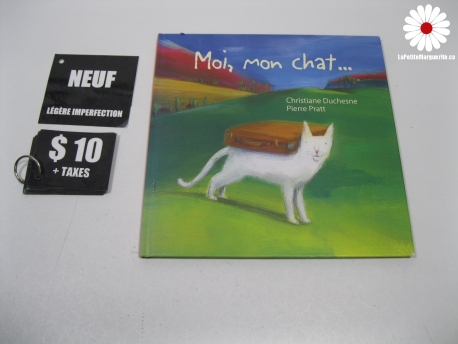 NEUF
LÉGÈRE IMPERFECTION
$ 10
+ TAXES
Moi, mon chat...
Christiane Duchesne
Pierre Pratt
LaPetiteMarguerite.ca